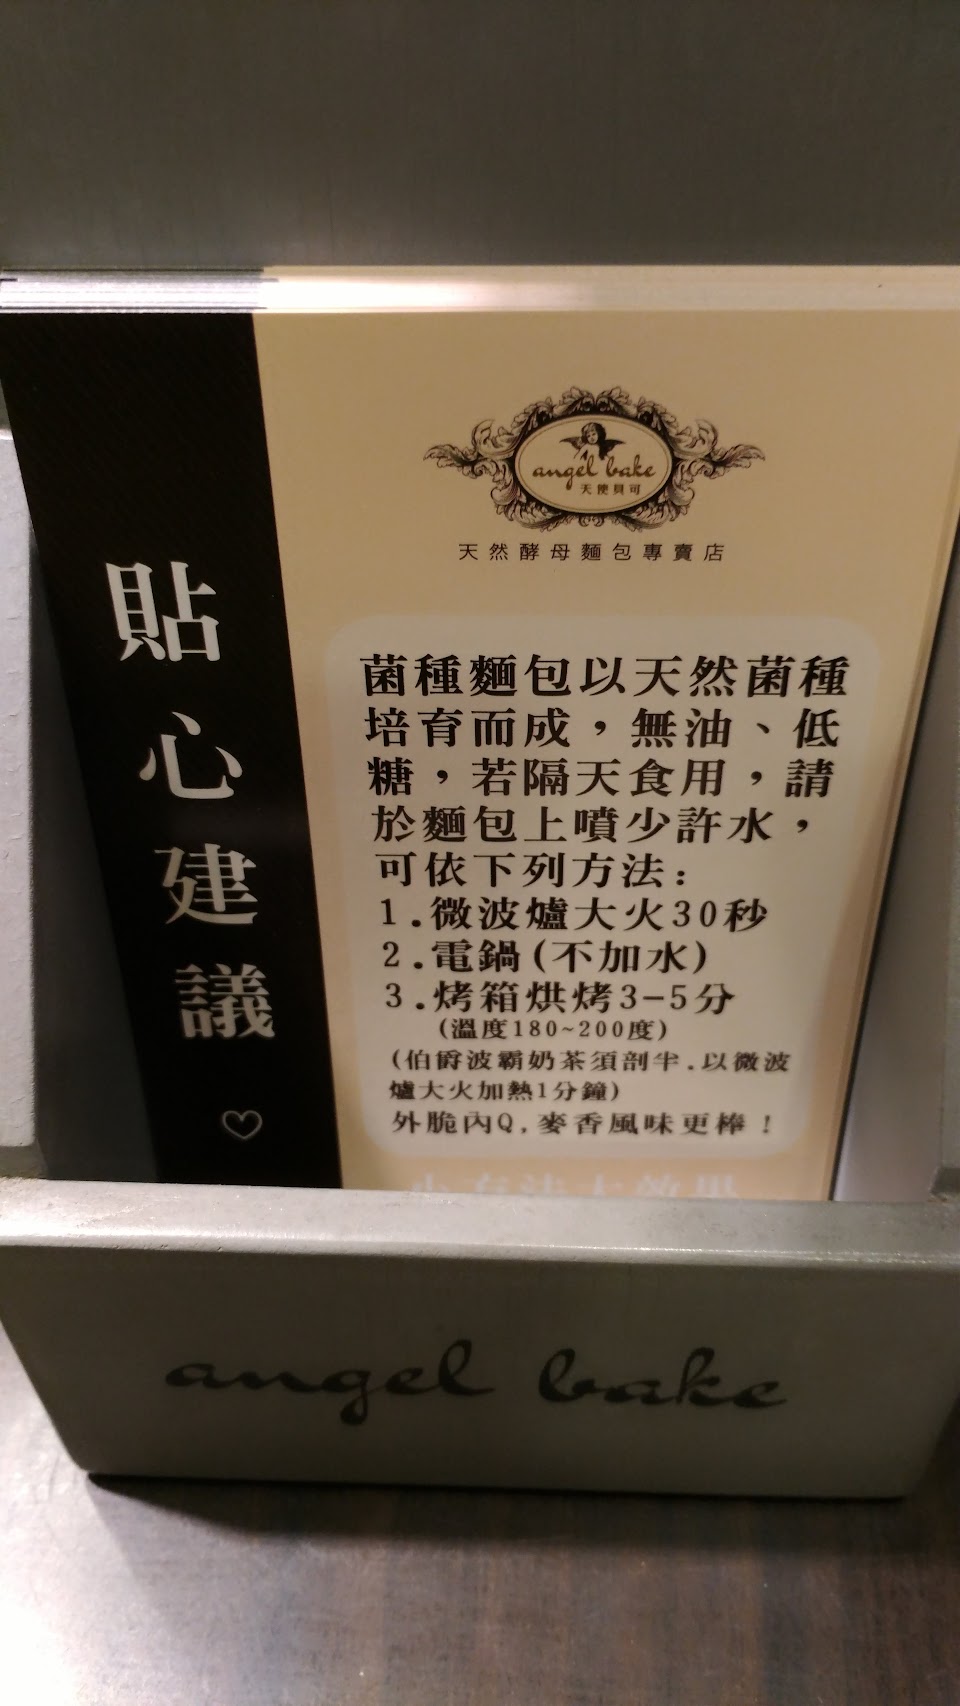 貼心建議
angel bake
天使貝可
天然酵母麵包專賣店
菌種麵包以天然菌種
培育而成，無油、低
糖，若隔天食用，請
於麵包上噴少許水，
可依下列方法:
1.微波爐大火30秒
2.電鍋(不加水)
3.烤箱烘烤3-5分
(溫度180~200度)
(伯爵波霸奶茶須剖半.以微波
爐大火加熱1分鐘)
外脆內Q,麥香風味更棒！
angel bake